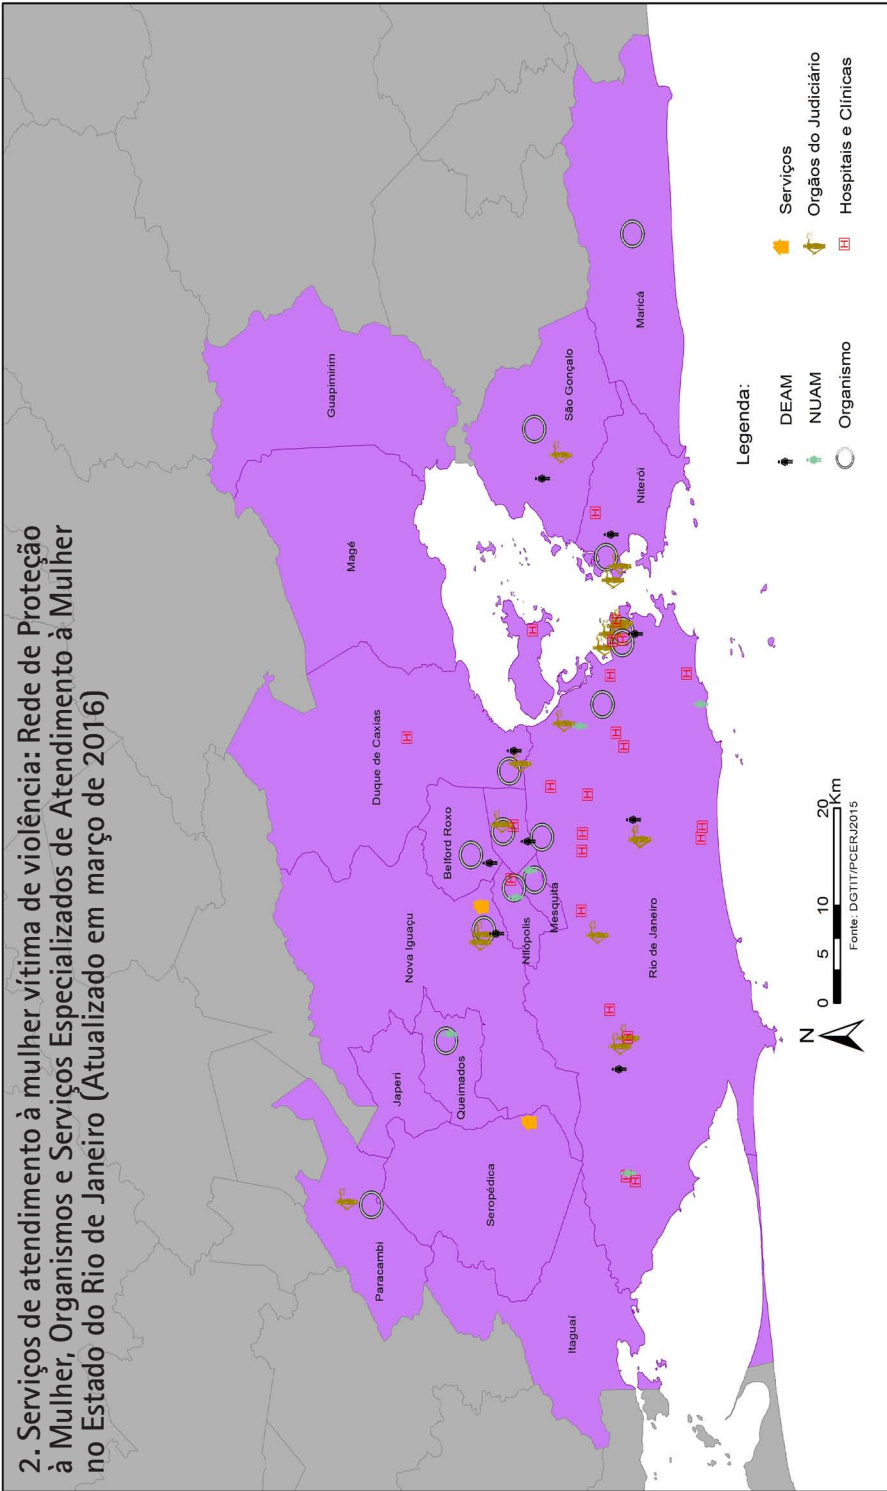 2. Serviços de atendimento à mulher vítima de violência: Rede de Proteção
à Mulher, Organismos e Serviços Especializados de Atendimento à Mulher
no Estado do Rio de Janeiro (Atualizado em março de 2016)
Guapimirim
Magé
Duque de Caxias
Belford Roxo
Nova Iguaçu
Japeri
Queimados
Paracambi
Seropédica
Itaguaí
Nilópolis
Mesquita
Rio de Janeiro
São Gonçalo
Niterói
Maricá
Legenda:
DEAM
NUAM
Organismo
Serviços
Orgãos do Judiciário
H Hospitais e Clínicas
N
0 5 10 20
Km
Fonte: DGTIT/PCERJ2015